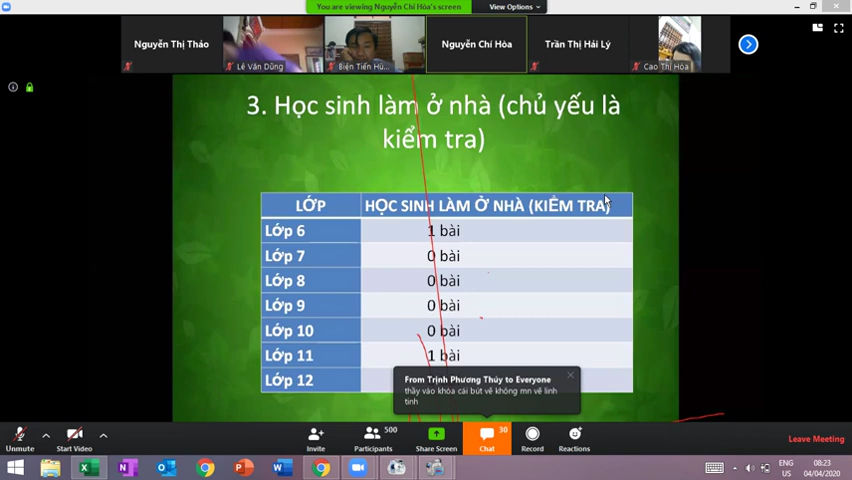 You are viewing Nguyễn Chí Hòa's screen
View Options
Nguyễn Thị Thảo
Lê Văn Dũng
Biện Tiến Hù...
Nguyễn Chí Hòa
Trần Thị Hải Lý
Cao Thị Hòa
3. Học sinh làm ở nhà (chủ yếu là
kiểm tra)
LỚP HỌC SINH LÀM Ở NHÀ (KIỂM TRA)
Lớp 6 1 bài
Lớp 7 0 bài
Lớp 8 0 bài
Lớp 9 0 bài
Lớp 10 0 bài
Lớp 11 1 bài
Lớp 12
From Trịnh Phương Thúy to Everyone
thầy vào khóa cái bút vẽ không mn vẽ linh
tinh
Unmute
Start Video
Invite
500
Participants
Share Screen
30
Chat
Record
Reactions
Leave Meeting
ENG 08:23
US 04/04/2020